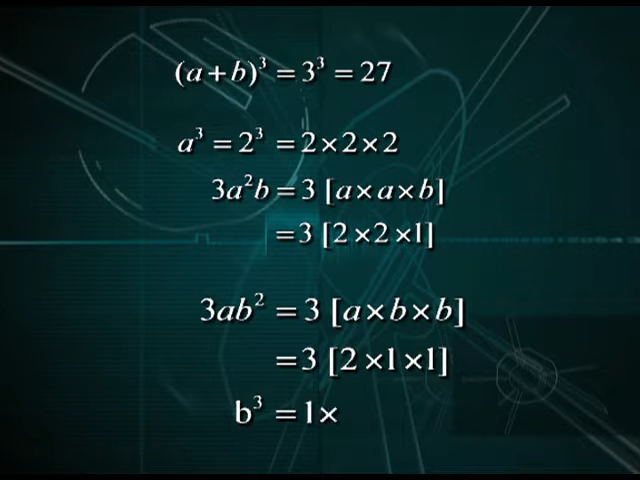 (a+b)³ = 3³ = 27
a³ = 2³ = 2×2×2
3a²b = 3 [a×a×b]
= 3 [2×2×1]
3ab² = 3 [a×b×b]
= 3 [2×1×1]
b³ = 1×